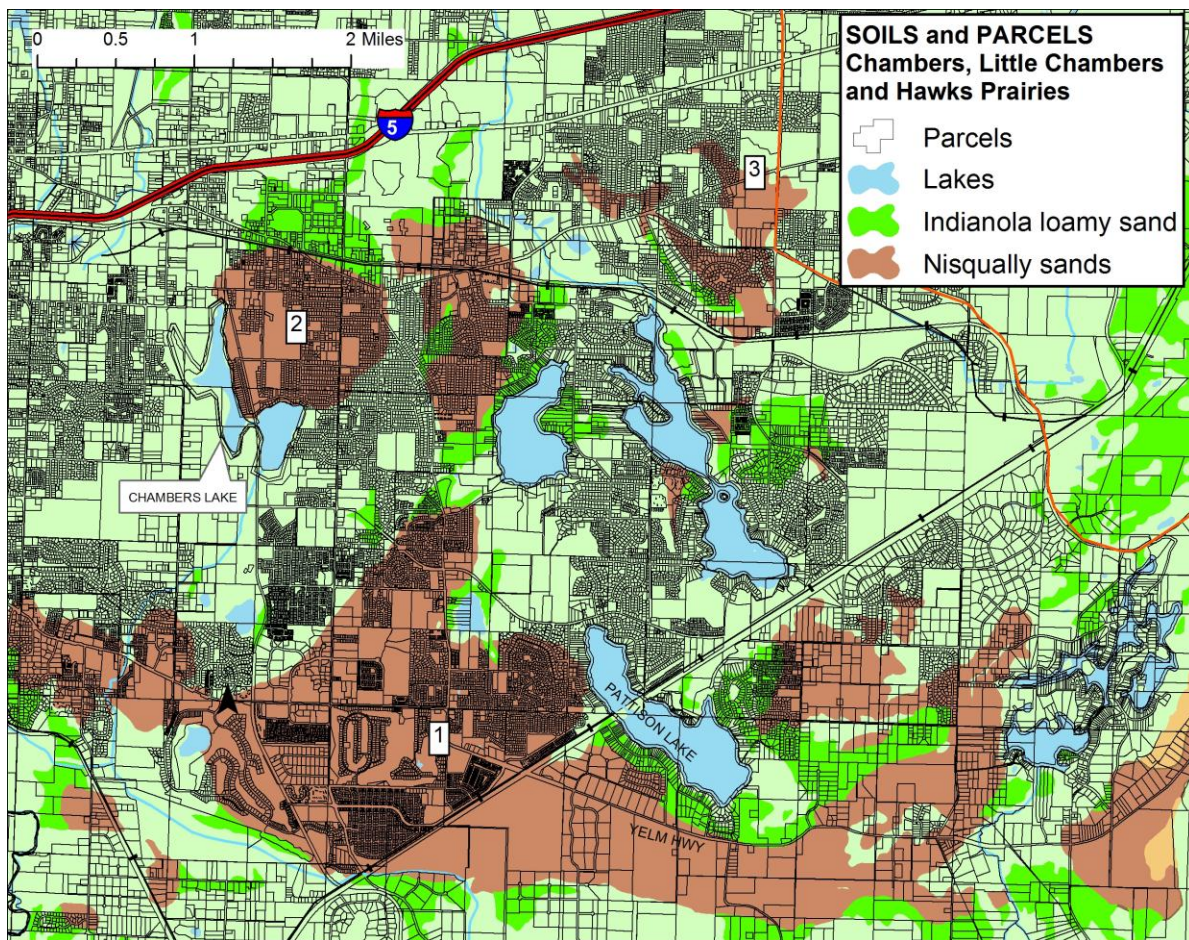 0 0.5 1 2 Miles
SOILS and PARCELS
Chambers, Little Chambers
and Hawks Prairies
Parcels
Lakes
Indianola loamy sand
Nisqually sands
5
3
2
CHAMBERS LAKE
PATTISON LAKE
1
YELM HWY